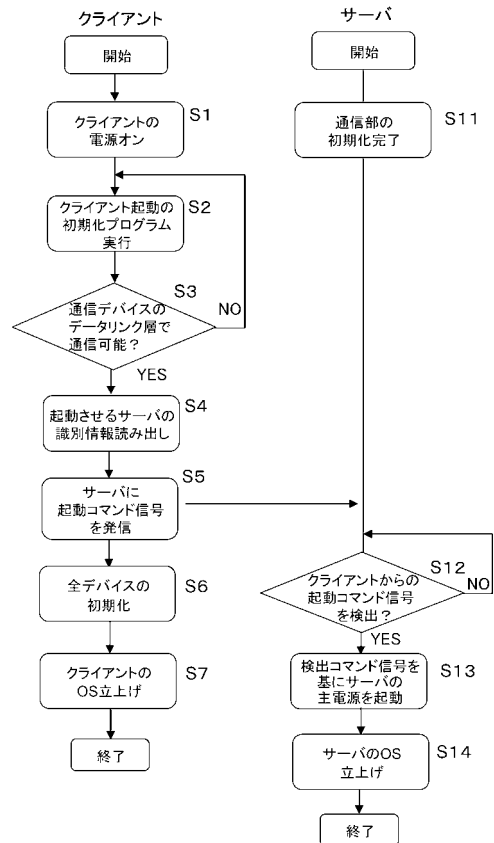 クライアント
開始
クライアントの
電源オン
S1
クライアント起動の
初期化プログラム
実行
S2
通信デバイスの
データリンク層で
通信可能？
S3
NO
YES
起動させるサーバの
識別情報読み出し
S4
サーバに
起動コマンド信号
を発信
S5
全デバイスの
初期化
S6
クライアントの
OS立上げ
S7
終了
サーバ
開始
通信部の
初期化完了
S11
クライアントからの
起動コマンド信号
を検出？
S12
NO
YES
検出コマンド信号を
基にサーバの
主電源を起動
S13
サーバのOS
立上げ
S14
終了